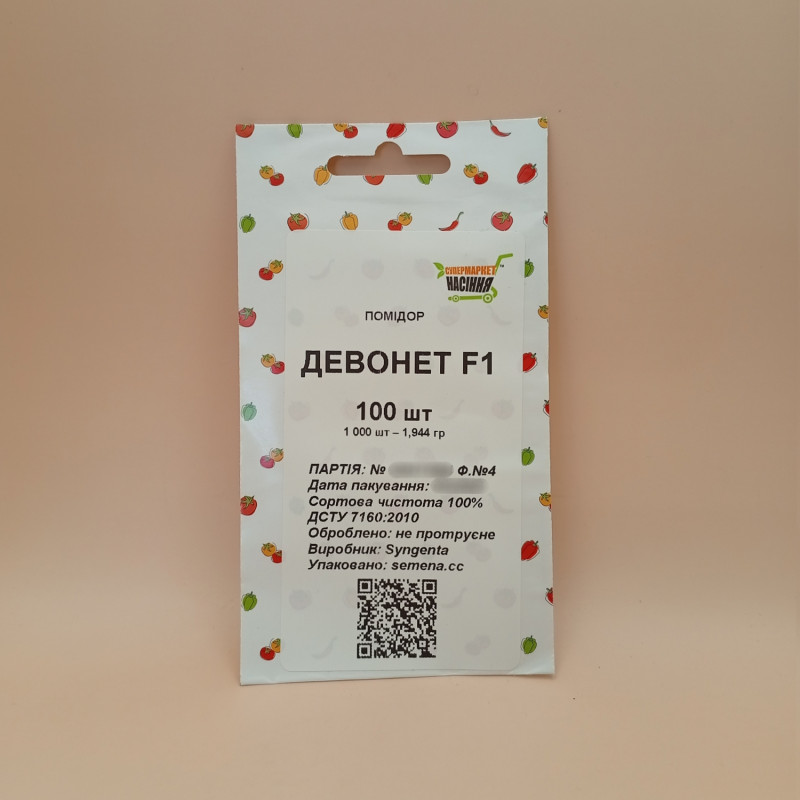 СУПЕРМАРКЕТ
НАСІННЯ
ПОМІДОР
ДЕВОНЕТ F1
100 шт
1 000 шт – 1,944 гр
ПАРТІЯ: № Ф.№4
Дата пакування:
Сортова чистота 100%
ДСТУ 7160:2010
Оброблено: не протруєне
Виробник: Syngenta
Упаковано: semena.cc